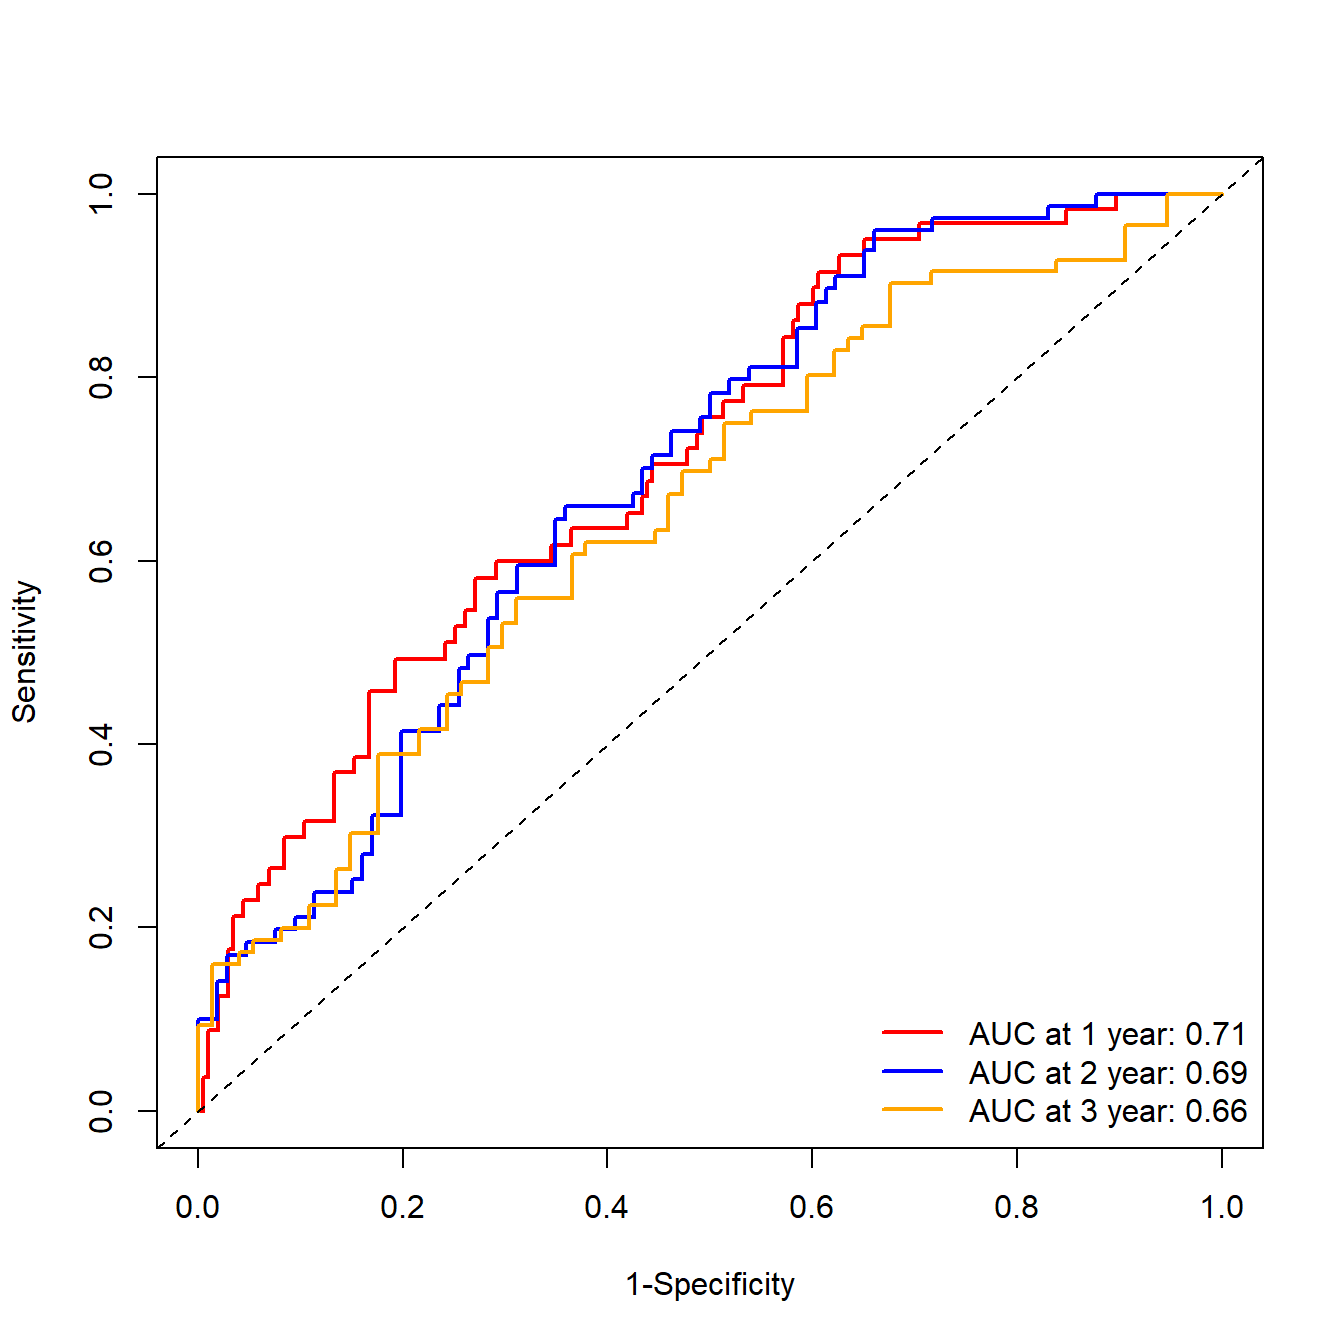 Sensitivity
1.0
0.8
0.6
0.4
0.2
0.0
AUC at 1 year: 0.71
AUC at 2 year: 0.69
AUC at 3 year: 0.66
0.0 0.2 0.4 0.6 0.8 1.0
1-Specificity